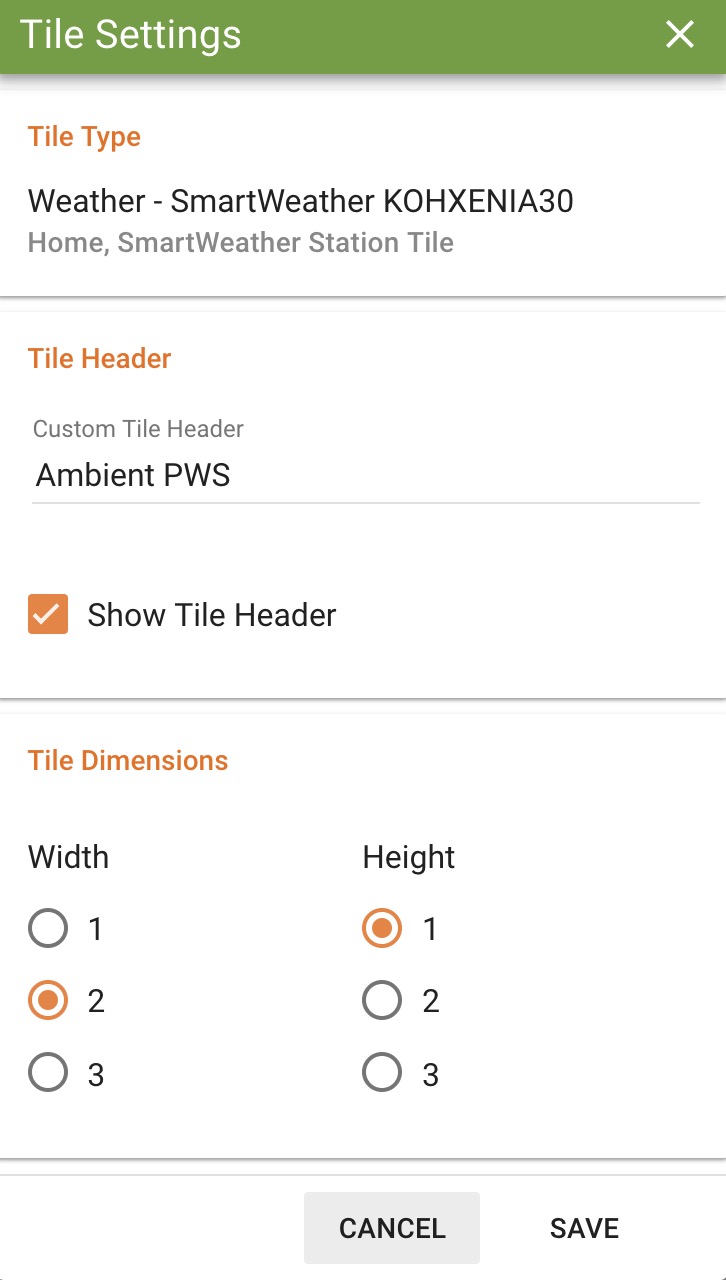 Tile Settings
Tile Type
Weather - SmartWeather KOHXENIA30
Home, SmartWeather Station Tile
Tile Header
Custom Tile Header
Ambient PWS
Show Tile Header
Tile Dimensions
Width Height
1 1
2 2
3 3
CANCEL SAVE